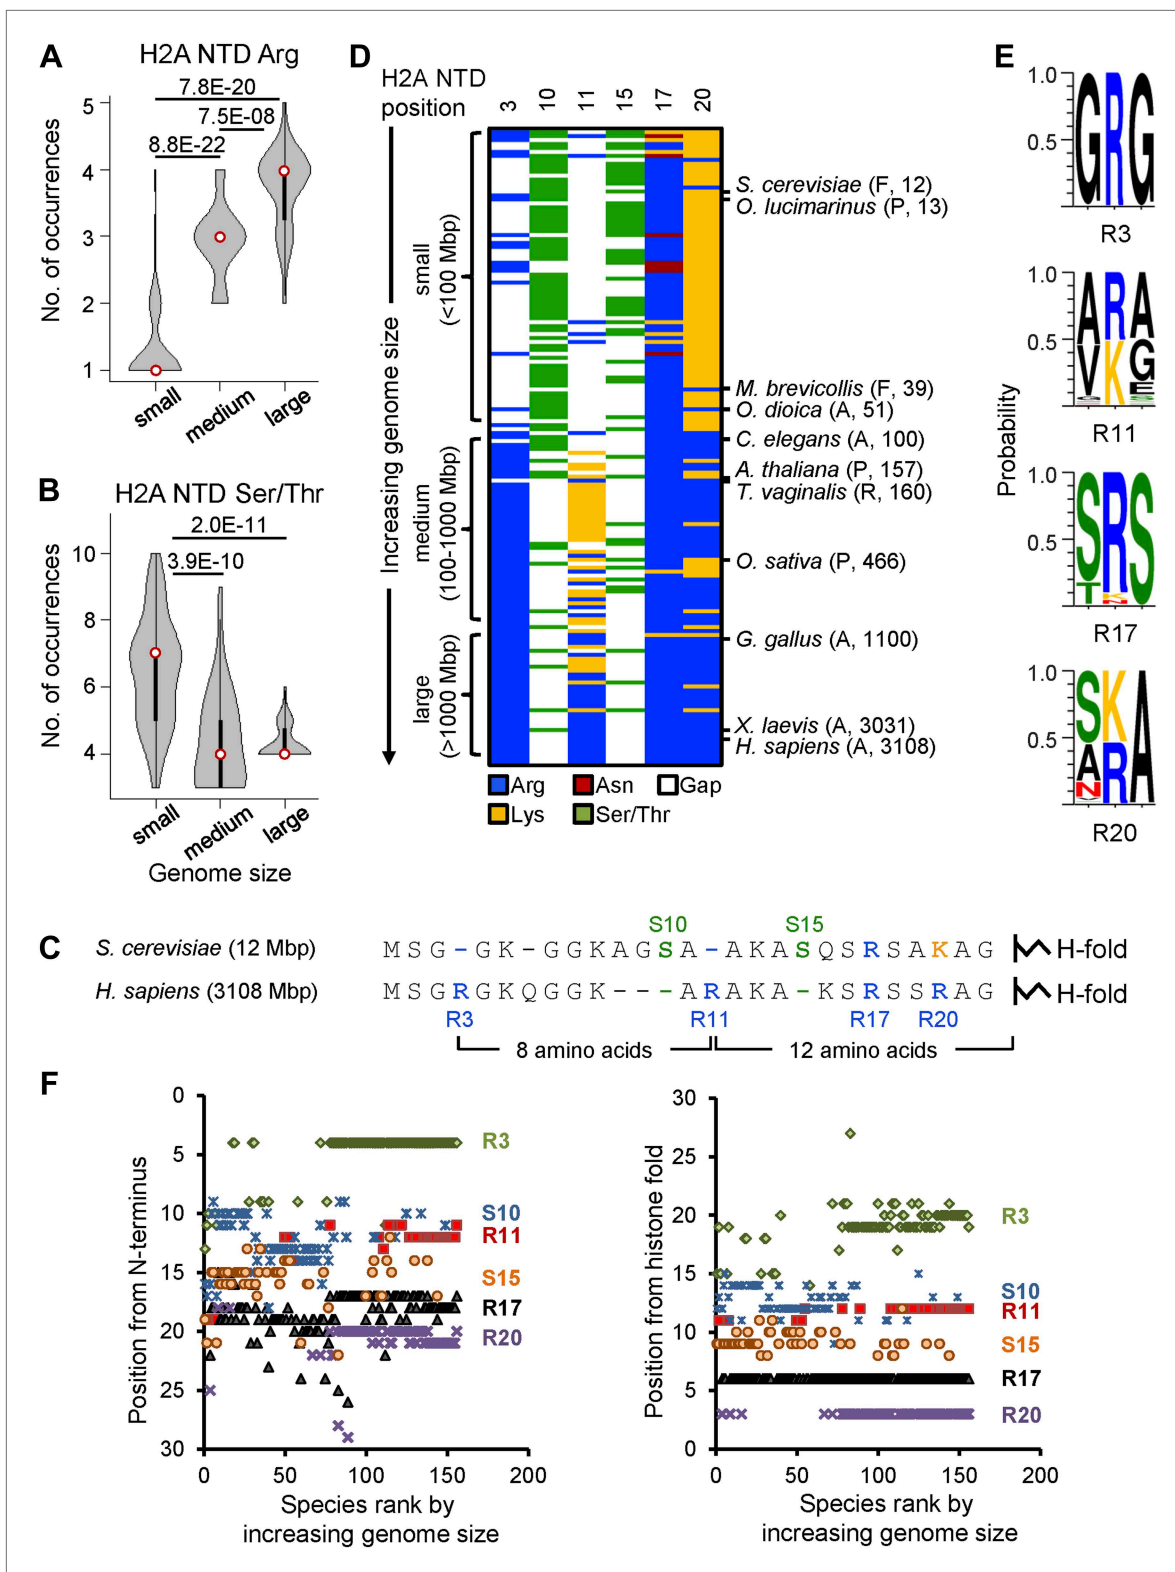 A
H2A NTD Arg
7.8E-20
7.5E-08
8.8E-22
No. of occurrences
5
4
3
2
1
small
medium
large
B
H2A NTD Ser/Thr
2.0E-11
3.9E-10
No. of occurrences
10
8
6
4
small
medium
large
Genome size
D
H2A NTD
position
3 10 11 15 17 20
Increasing genome size
small
(<100 Mbp)
medium
(100-1000 Mbp)
large
(>1000 Mbp)
S. cerevisiae (F, 12)
O. lucimarinus (P, 13)
M. brevicollis (F, 39)
O. dioica (A, 51)
C. elegans (A, 100)
A. thaliana (P, 157)
T. vaginalis (R, 160)
O. sativa (P, 466)
G. gallus (A, 1100)
X. laevis (A, 3031)
H. sapiens (A, 3108)
Arg Asn Gap
Lys Ser/Thr
E
Probability
1.0
0.5
G R G
R3
1.0
0.5
A R A
V K G
E
R11
1.0
0.5
S R S
T K
N
R17
1.0
0.5
S K A
A R
N
R20
C
S10 S15
S. cerevisiae (12 Mbp) M S G - G K - G G K A G S A - A K A S Q S R S A K A G H-fold
H. sapiens (3108 Mbp) M S G R G K Q G G K - - - A R A K A - K S R S S R A G H-fold
R3 R11 R17 R20
8 amino acids 12 amino acids
F
Position from N-terminus
0
5
10
15
20
25
30
0 50 100 150 200
R3
S10
R11
S15
R17
R20
Species rank by
increasing genome size
Position from histone fold
30
25
20
15
10
5
0
0 50 100 150 200
R3
S10
R11
S15
R17
R20
Species rank by
increasing genome size